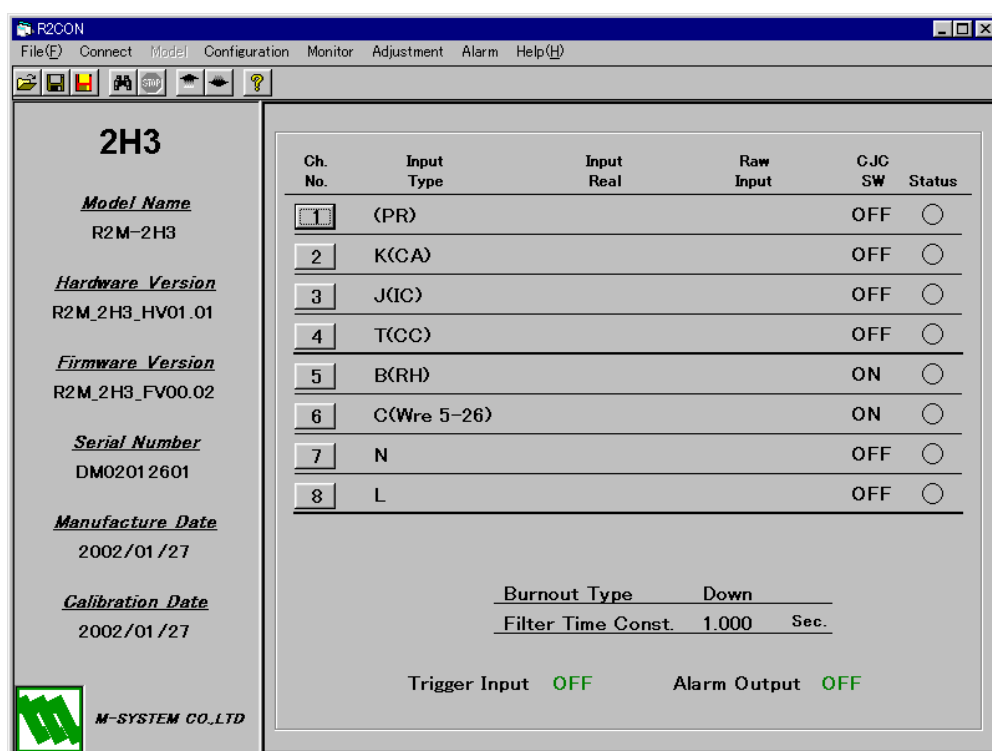 R2CON
File(F) Connect Model Configuration Monitor Adjustment Alarm Help(H)
STOP
2H3
Model Name
R2M-2H3
Hardware Version
R2M_2H3_HV01.01
Firmware Version
R2M_2H3_FV00.02
Serial Number
DM02012601
Manufacture Date
2002/01/27
Calibration Date
2002/01/27
M-SYSTEM CO.,LTD
Ch. Input Input Raw CJC
No. Type Real Input SW Status
1 (PR) OFF
2 K(CA) OFF
3 J(IC) OFF
4 T(CC) OFF
5 B(RH) ON
6 C(Wre 5-26) ON
7 N OFF
8 L OFF
Burnout Type Down
Filter Time Const. 1.000 Sec.
Trigger Input OFF Alarm Output OFF